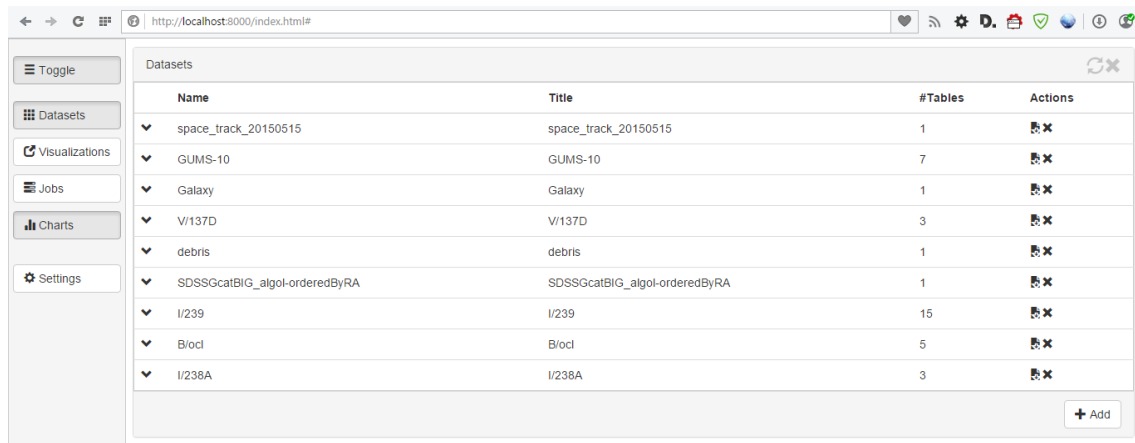 http://localhost:8000/index.html#
D.
Toggle
Datasets
Visualizations
Jobs
Charts
Settings
Datasets
Name Title #Tables Actions
space_track_20150515 space_track_20150515 1
GUMS-10 GUMS-10 7
Galaxy Galaxy 1
V/137D V/137D 3
debris debris 1
SDSSGcatBIG_algol-orderedByRA SDSSGcatBIG_algol-orderedByRA 1
I/239 I/239 15
B/ocl B/ocl 5
I/238A I/238A 3
Add